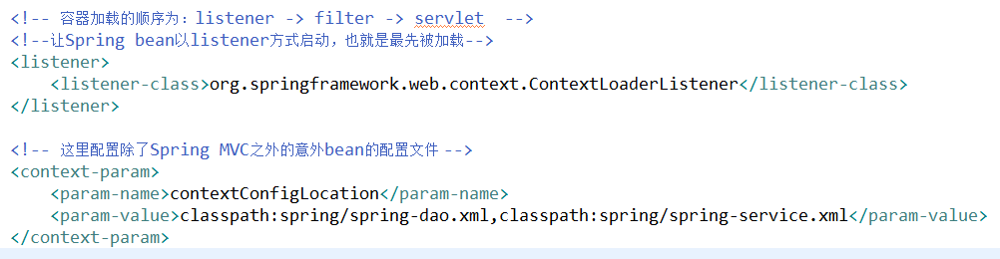 <!-- 容器加载的顺序为：listener -> filter -> servlet  -->
<!--让Spring bean以listener方式启动，也就是最先被加载-->
<listener>
    <listener-class>org.springframework.web.context.ContextLoaderListener</listener-class>
</listener>

<!-- 这里配置除了Spring MVC之外的意外bean的配置文件 -->
<context-param>
    <param-name>contextConfigLocation</param-name>
    <param-value>classpath:spring/spring-dao.xml,classpath:spring/spring-service.xml</param-value>
</context-param>